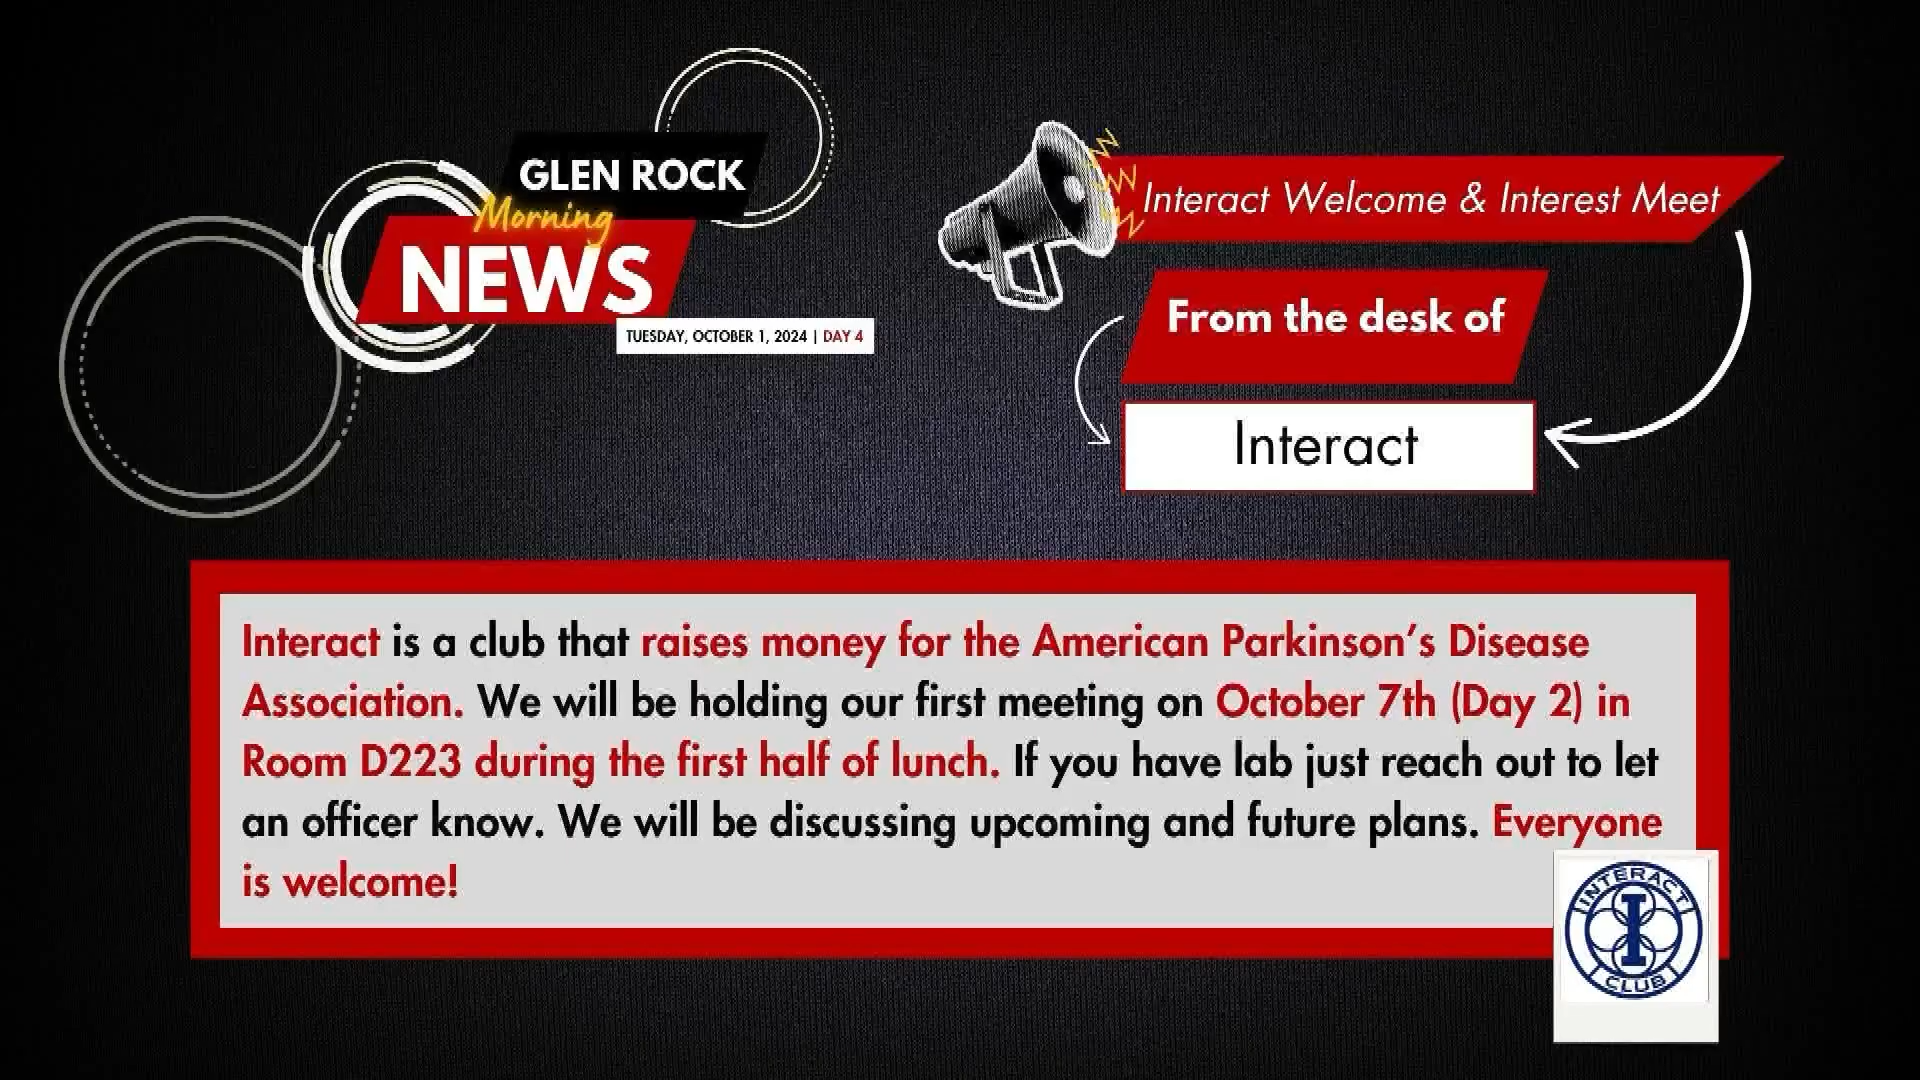 GLEN ROCK
Morning
NEWS
TUESDAY, OCTOBER 1, 2024 | DAY 4
Interact Welcome & Interest Meet
From the desk of
Interact
Interact is a club that raises money for the American Parkinson’s Disease
Association. We will be holding our first meeting on October 7th (Day 2) in
Room D223 during the first half of lunch. If you have lab just reach out to let
an officer know. We will be discussing upcoming and future plans. Everyone
is welcome!
INTERACT
I
CLUB